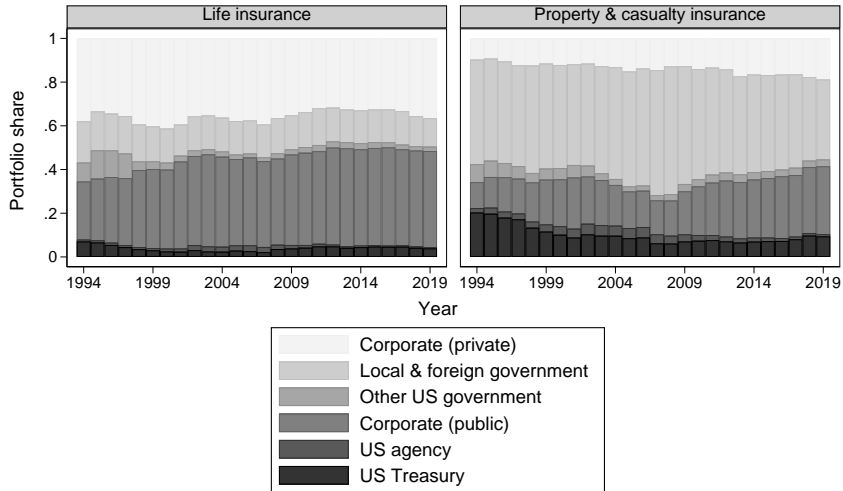 Life insurance
Property & casualty insurance
Portfolio share
1
.8
.6
.4
.2
0
1994 1999 2004 2009 2014 2019
1994 1999 2004 2009 2014 2019
Year
Corporate (private)
Local & foreign government
Other US government
Corporate (public)
US agency
US Treasury